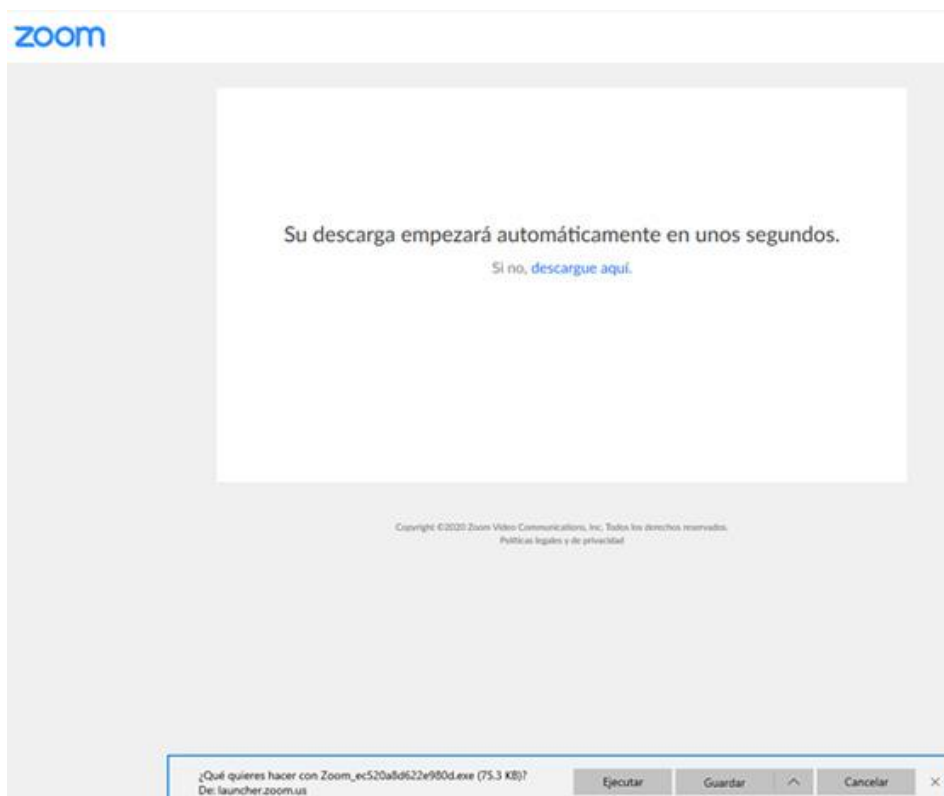 zoom
Su descarga empezará automáticamente en unos segundos.
Si no, descargue aquí.
Copyright ©2020 Zoom Video Communications, Inc. Todos los derechos reservados.
Políticas legales y de privacidad
¿Qué quieres hacer con Zoom_ec520a8d622e980d.exe (75.3 KB)?
De: launcher.zoom.us
Ejecutar
Guardar
Cancelar